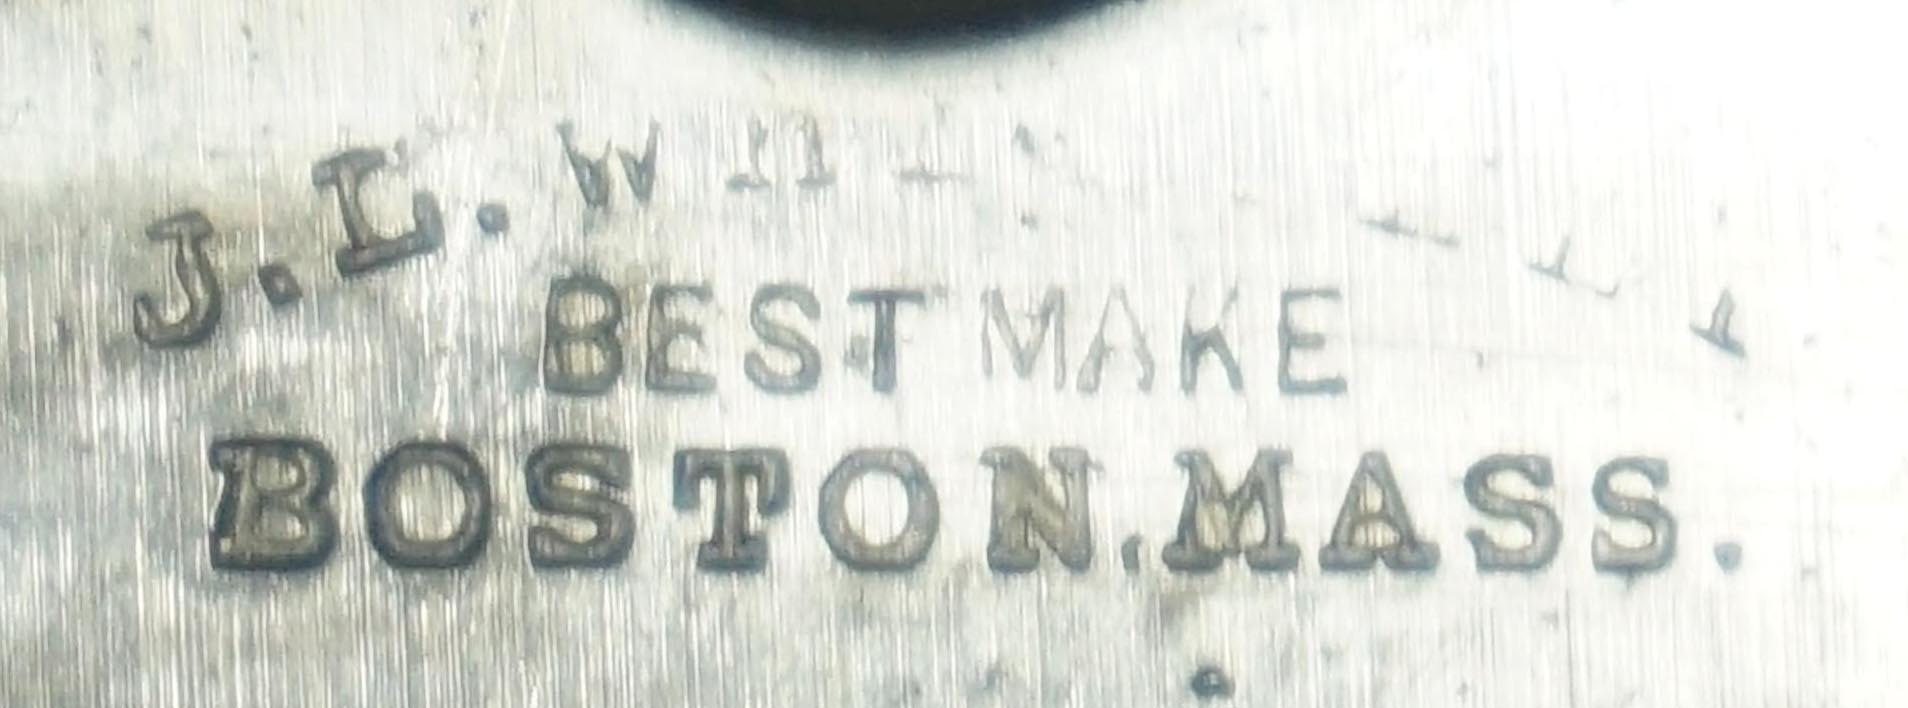 J. L.
BEST MAKE
BOSTON, MASS.